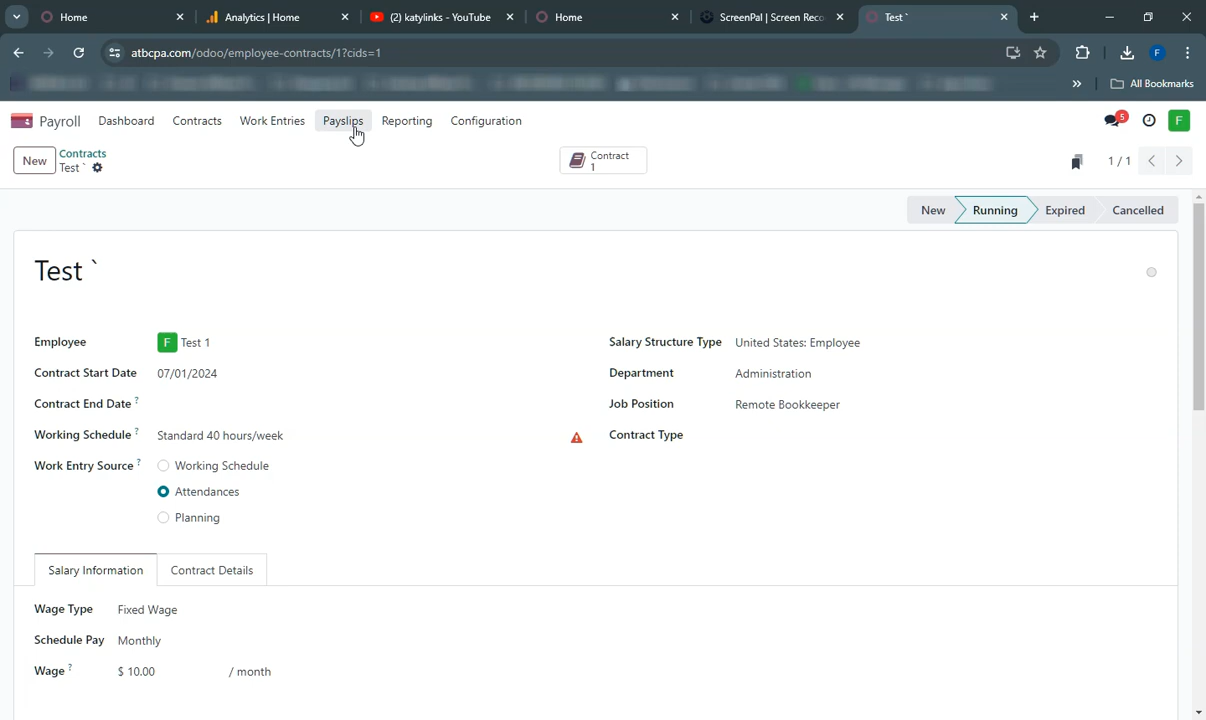 Home
Analytics | Home
(2) katylinks - YouTube
Home
ScreenPal | Screen Rec
Test `
atbcpa.com/odoo/employee-contracts/1?cids=1
F
All Bookmarks
Payroll
Dashboard
Contracts
Work Entries
Payslips
Reporting
Configuration
5
F
New
Contracts
Test `
Contract
1
1 / 1
New
Running
Expired
Cancelled
Test `
Employee
F
Test 1
Contract Start Date
07/01/2024
Contract End Date ?
Working Schedule ?
Standard 40 hours/week
Work Entry Source ?
Working Schedule
Attendances
Planning
Salary Structure Type
United States: Employee
Department
Administration
Job Position
Remote Bookkeeper
Contract Type
Salary Information
Contract Details
Wage Type
Fixed Wage
Schedule Pay
Monthly
Wage ?
$ 10.00
/ month